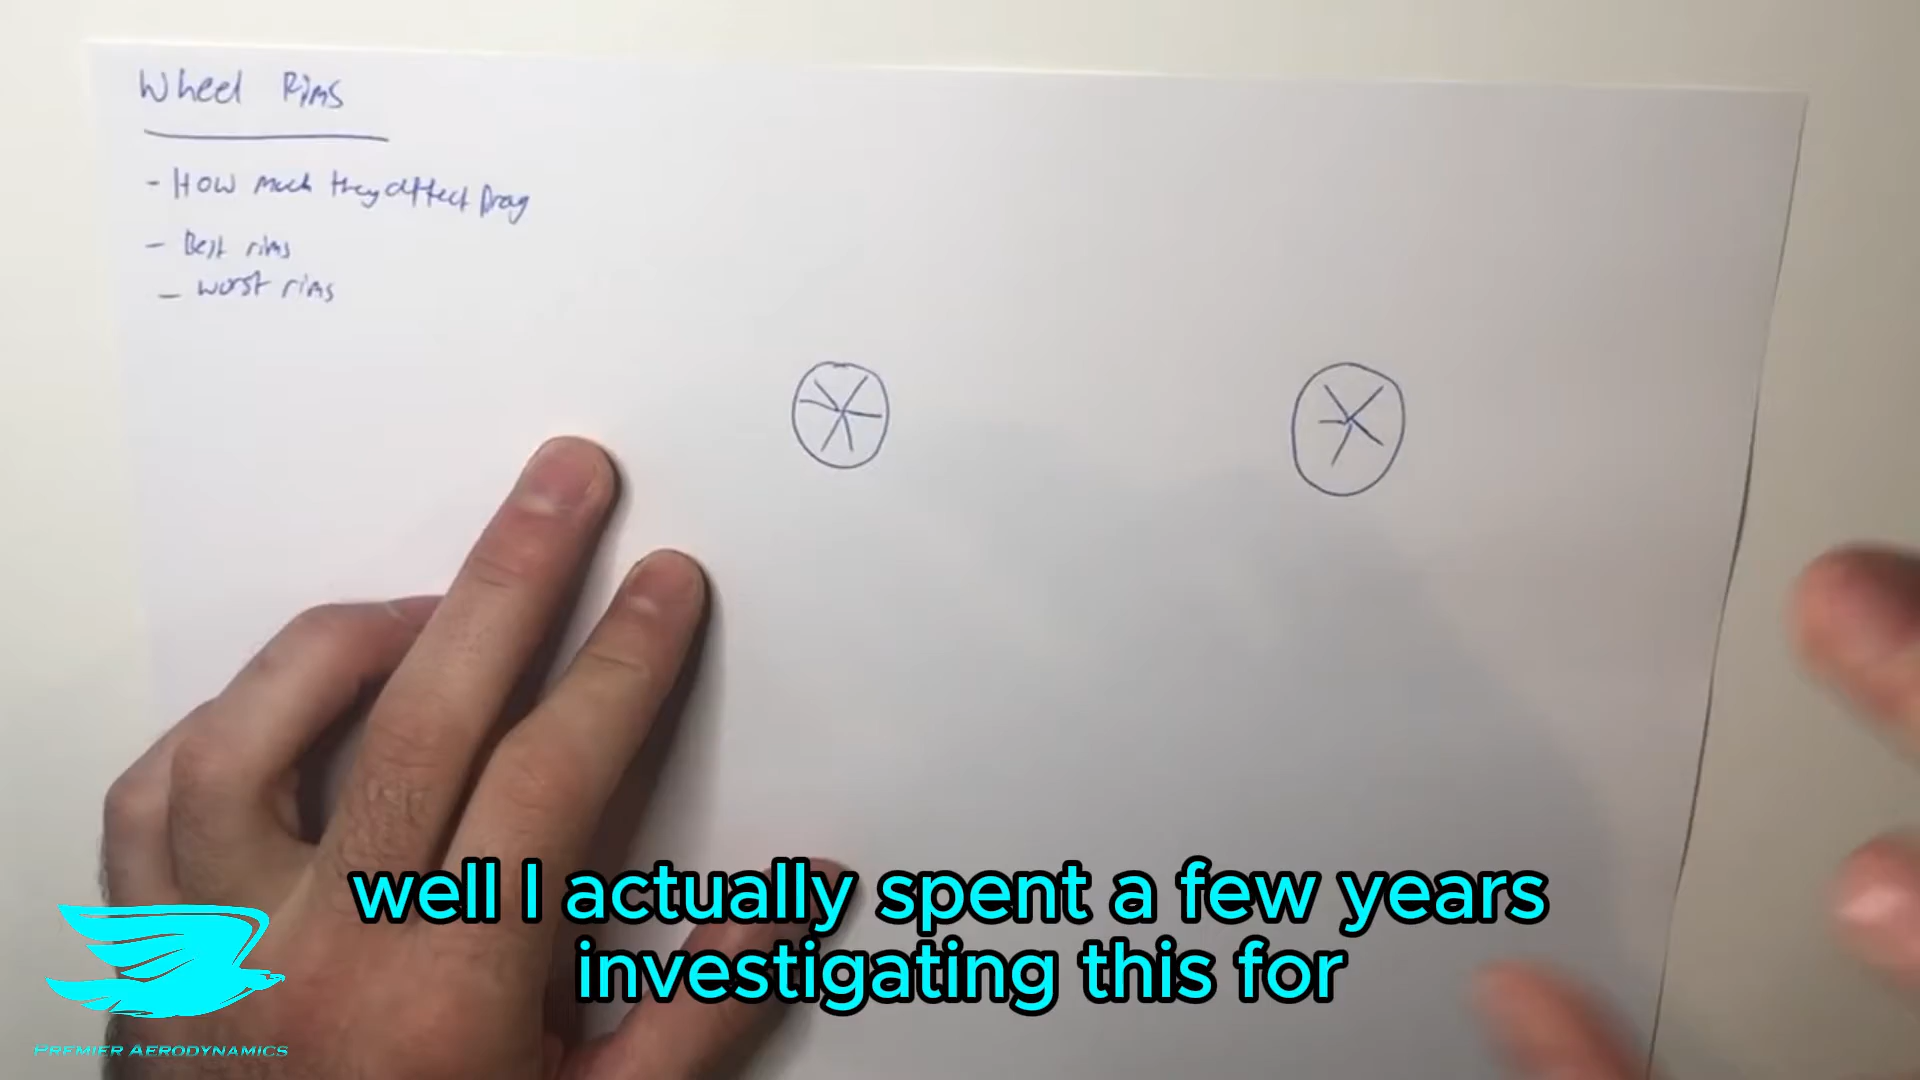 Wheel Rims
- How much they affect Drag
- Best rims
- worst rims
well I actually spent a few years
investigating this for
PREMIER AERODYNAMICS